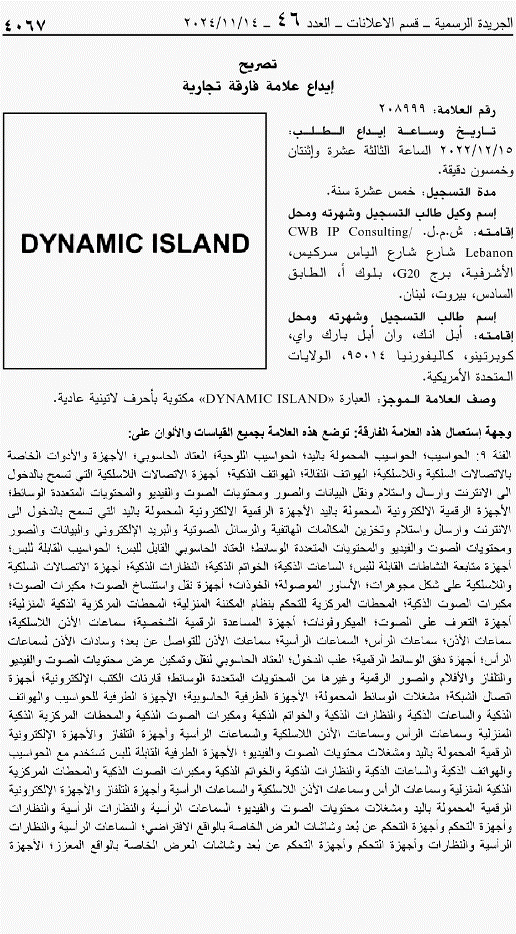 الجريدة الرسمية ــ قسم الاعلانات ــ العدد ٤٦ ــ ٢٠٢٤/١١/١٤
٤٠٦٧
تصريح
إيداع علامة فارقة تجارية
رقم العلامة: ٢٠٨٩٩٩
تـاريـخ وسـاعـة إيـداع الـطـلـب:
٢٠٢٢/١٢/١٥ الساعة الثالثة عشرة وإثنتان
وخمسون دقيقة.
مدة التسجيل: خمس عشرة سنة.
إسم وكيل طالب التسجيل وشهرته ومحل
إقامته: ش.م.ل. /CWB IP Consulting
Lebanon شارع شارع الياس سركيس،
الأشرفية، برج G20، بلوك أ، الطابق
السادس، بيروت، لبنان.
إسم طالب التسجيل وشهرته ومحل
إقامته: أبل انك، وان أبل بارك واي،
كوبرتينو، كاليفورنيا ٩٥٠١٤، الولايات
المتحدة الأمريكية.
DYNAMIC ISLAND
وصف العلامة الموجز: العبارة «DYNAMIC ISLAND» مكتوبة بأحرف لاتينية عادية.
وجهة إستعمال هذه العلامة الفارقة: توضع هذه العلامة بجميع القياسات والألوان على:
الفئة ٩: الحواسيب؛ الحواسيب المحمولة باليد؛ الحواسيب اللوحية؛ العتاد الحاسوبي؛ الأجهزة والأدوات الخاصة
بالاتصالات السلكية واللاسلكية؛ الهواتف النقالة؛ الهواتف الذكية؛ أجهزة الاتصالات اللاسلكية التي تسمح بالدخول
الى الانترنت وارسال واستلام ونقل البيانات والصور ومحتويات الصوت والفيديو والمحتويات المتعددة الوسائط؛
الأجهزة الرقمية الالكترونية المحمولة باليد الأجهزة الرقمية الالكترونية المحمولة باليد التي تسمح بالدخول الى
الانترنت وارسال واستلام وتخزين المكالمات الهاتفية والرسائل الصوتية والبريد الإلكتروني والبيانات والصور
ومحتويات الصوت والفيديو والمحتويات المتعددة الوسائط؛ العتاد الحاسوبي القابل للبس؛ الحواسيب القابلة للبس؛
أجهزة متابعة النشاطات القابلة للبس؛ الساعات الذكية؛ الخواتم الذكية؛ النظارات الذكية؛ أجهزة الاتصالات السلكية
واللاسلكية على شكل مجوهرات؛ الأساور الموصولة؛ الخوذات؛ أجهزة نقل واستنساخ الصوت؛ مكبرات الصوت؛
مكبرات الصوت الذكية؛ المحطات المركزية للتحكم بنظام المكننة المنزلية؛ المحطات المركزية الذكية المنزلية؛
أجهزة التعرف على الصوت؛ الميكروفونات؛ أجهزة المساعدة الرقمية الشخصية؛ سماعات الأذن اللاسلكية؛
سماعات الأذن؛ سماعات الرأس؛ السماعات الرأسية؛ سماعات الأذن للتواصل عن بعد؛ وسادات الأذن لسماعات
الرأس؛ أجهزة دفق الوسائط الرقمية؛ علب الدخول؛ العتاد الحاسوبي لنقل وتمكين عرض محتويات الصوت والفيديو
والتلفاز والأفلام والصور الرقمية وغيرها من المحتويات المتعددة الوسائط؛ قارئات الكتب الإلكترونية؛ أجهزة
اتصال الشبكة؛ مشغلات الوسائط المحمولة؛ الأجهزة الطرفية الحاسوبية؛ الأجهزة الطرفية للحواسيب والهواتف
الذكية والساعات الذكية والنظارات الذكية والخواتم الذكية ومكبرات الصوت الذكية والمحطات المركزية الذكية
المنزلية وسماعات الرأس وسماعات الأذن اللاسلكية والسماعات الرأسية وأجهزة التلفاز والأجهزة الإلكترونية
الرقمية المحمولة باليد ومشغلات محتويات الصوت والفيديو؛ الأجهزة الطرفية القابلة للبس تستخدم مع الحواسيب
والهواتف الذكية والساعات الذكية والنظارات الذكية والخواتم الذكية ومكبرات الصوت الذكية والمحطات المركزية
الذكية المنزلية وسماعات الرأس وسماعات الأذن اللاسلكية والسماعات الرأسية وأجهزة التلفاز والأجهزة الإلكترونية
الرقمية المحمولة باليد ومشغلات محتويات الصوت والفيديو؛ السماعات الرأسية والنظارات الرأسية والنظارات
وأجهزة التحكم وأجهزة التحكم عن بُعد وشاشات العرض الخاصة بالواقع الافتراضي؛ السماعات الرأسية والنظارات
الرأسية والنظارات وأجهزة التحكم وأجهزة التحكم عن بُعد وشاشات العرض الخاصة بالواقع المعزز؛ الأجهزة